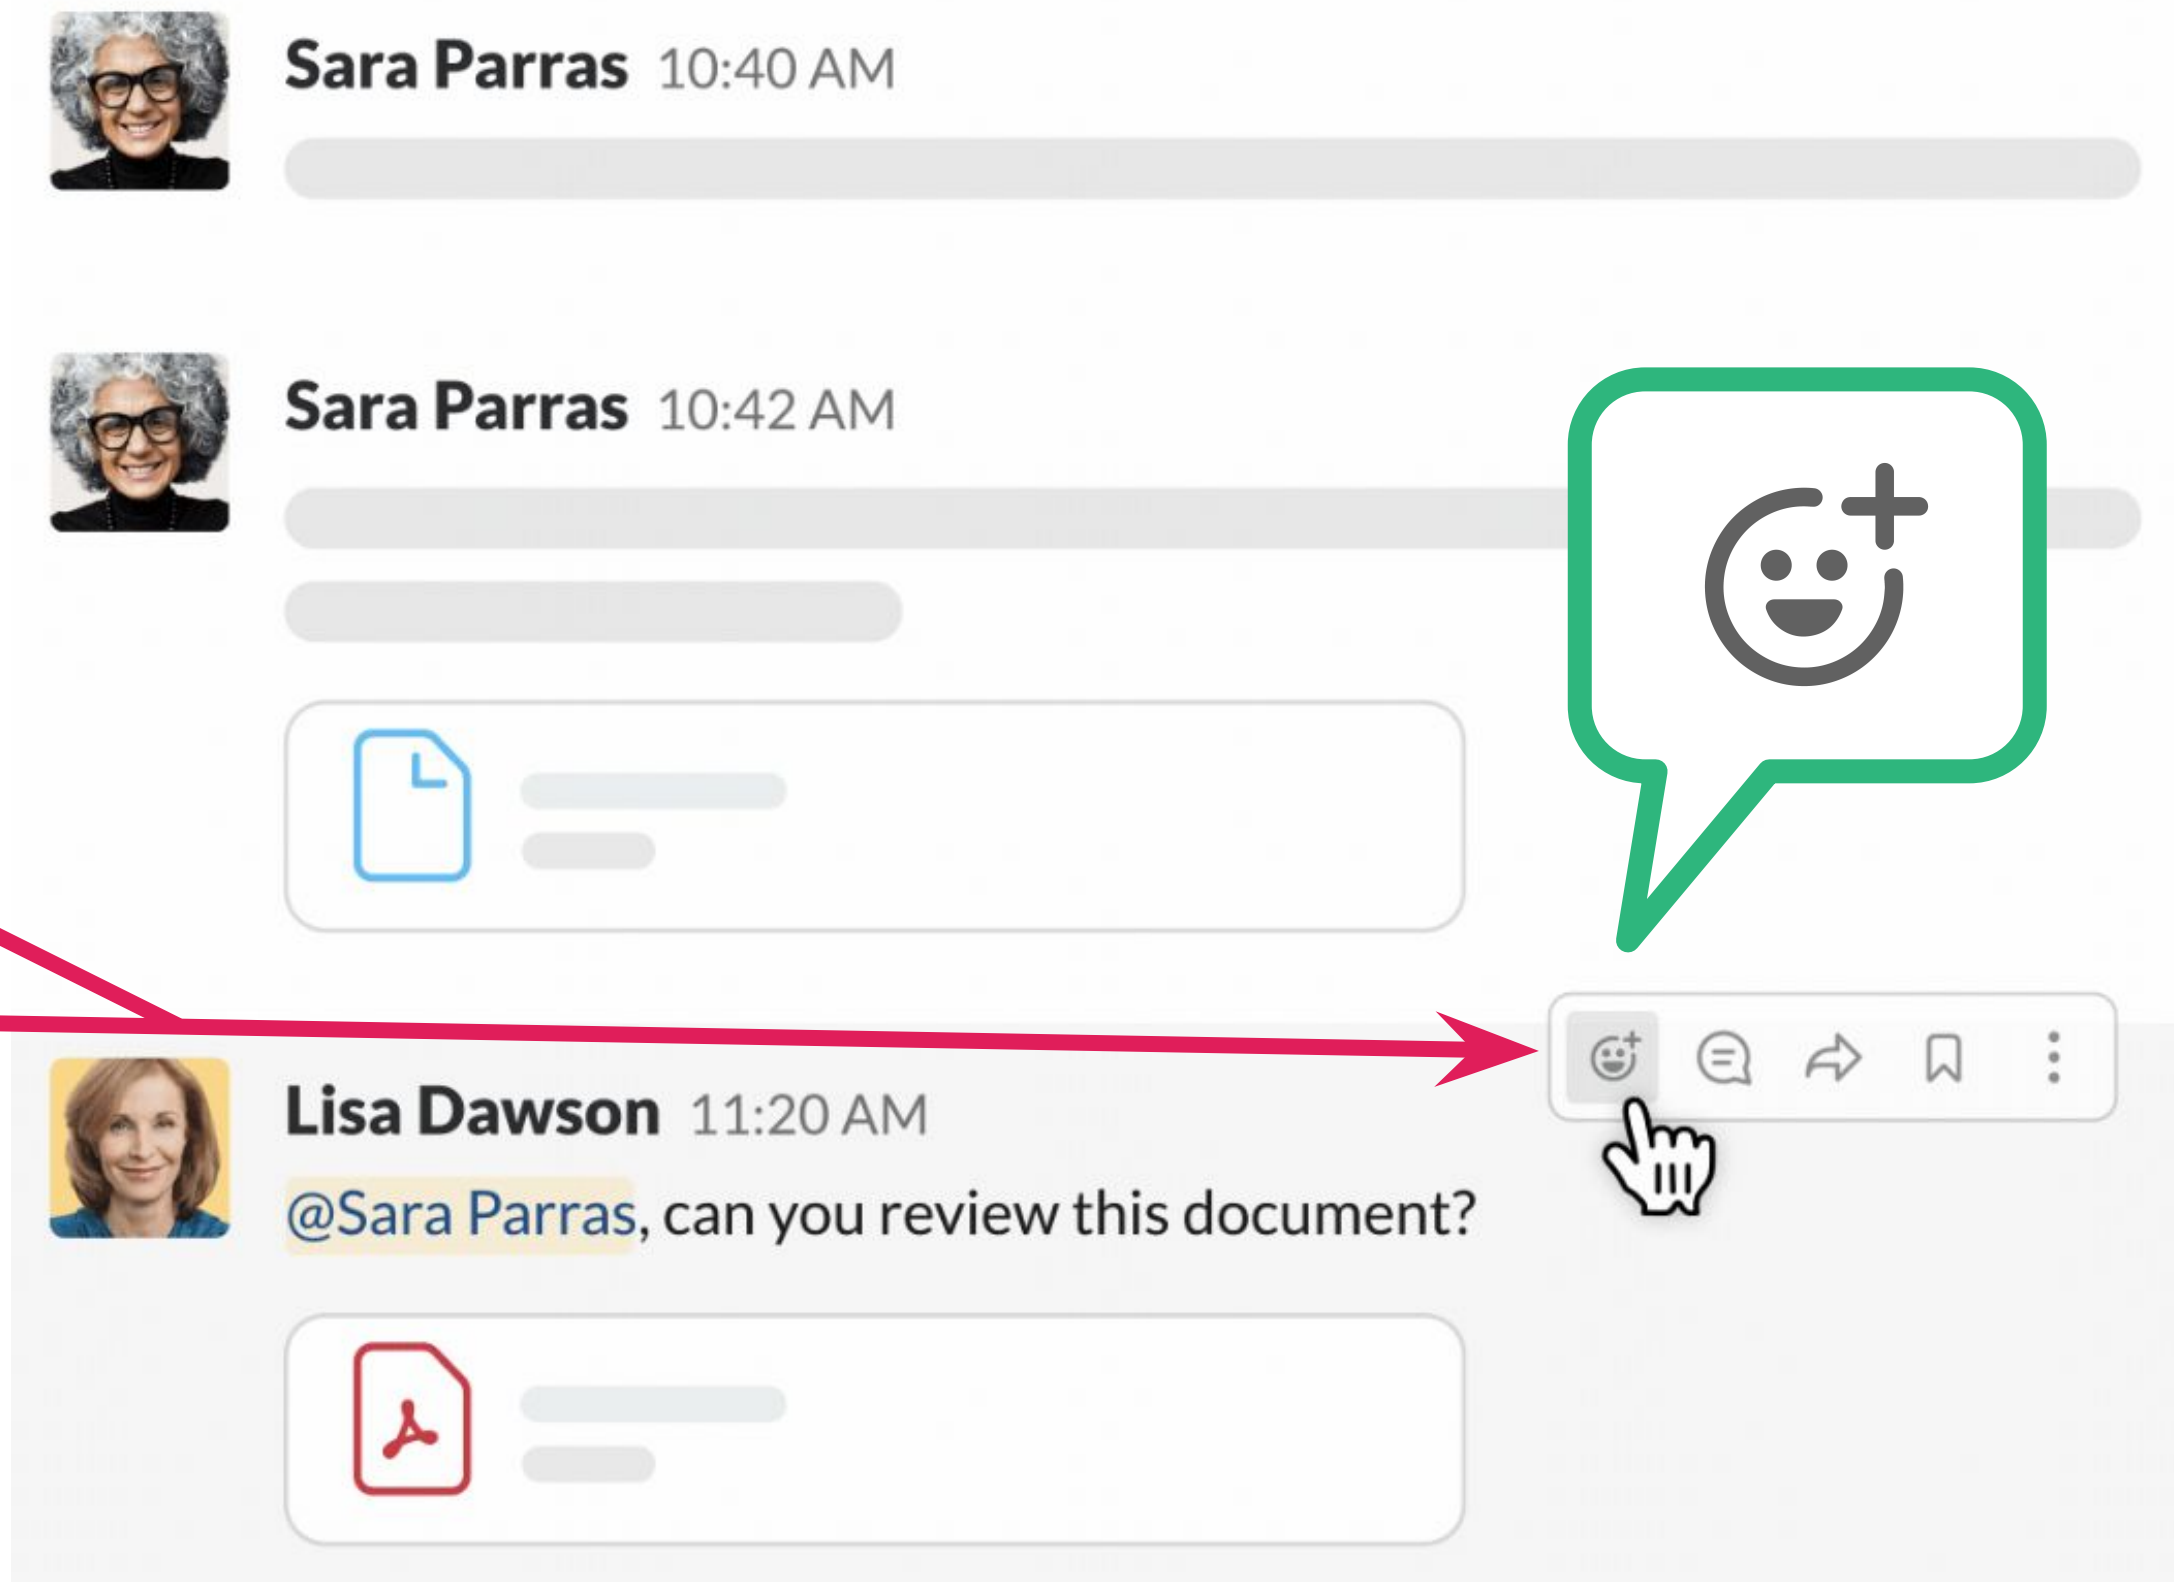 Sara Parras 10:40 AM
Sara Parras 10:42 AM
Lisa Dawson 11:20 AM
@Sara Parras, can you review this document?